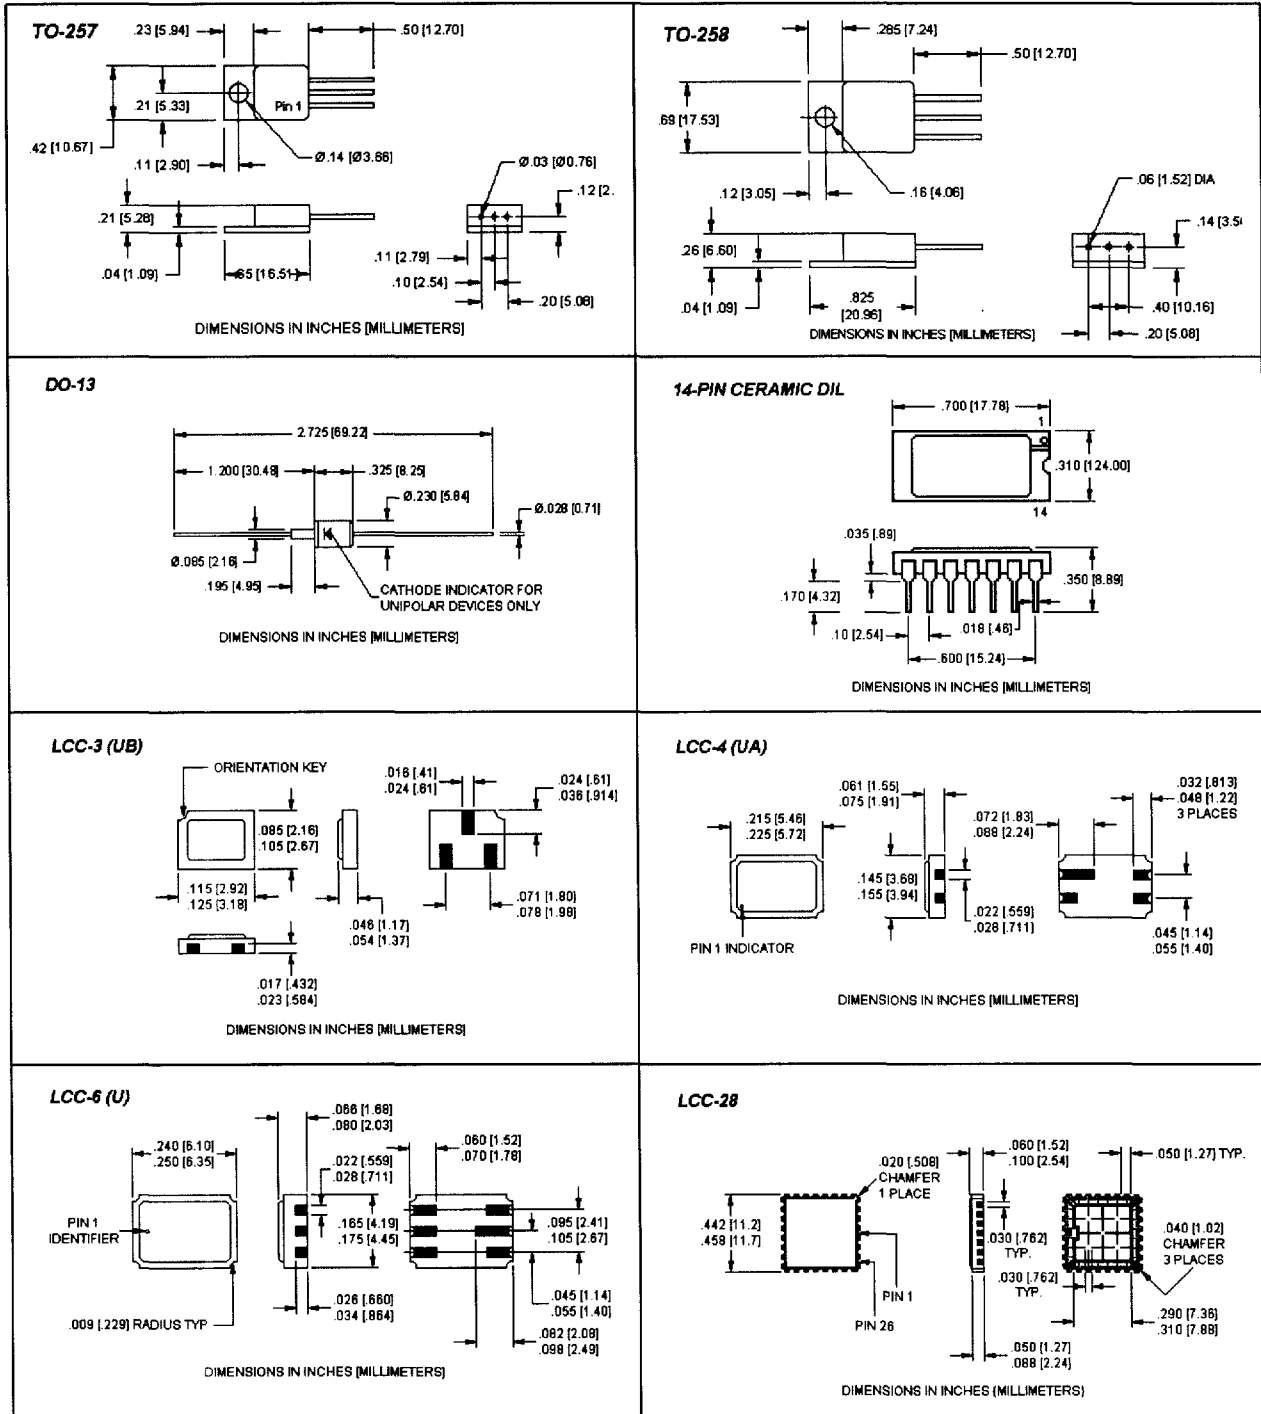 TO-257
.23 [5.94]
.50 [12.70]
.21 [5.33]
Pin 1
.42 [10.67]
.11 [2.90]
Ø.14 [Ø3.66]
Ø.03 [Ø0.76]
.12 [2.
.21 [5.28]
.04 [1.09]
.65 [16.51]
.11 [2.79]
.10 [2.54]
.20 [5.08]
DIMENSIONS IN INCHES [MILLIMETERS]
TO-258
.285 [7.24]
.50 [12.70]
.69 [17.53]
.12 [3.05]
.16 [4.06]
.06 [1.52] DIA
.14 [3.5
.26 [6.60]
.04 [1.09]
.825
[20.96]
.40 [10.16]
.20 [5.08]
DIMENSIONS IN INCHES [MILLIMETERS]
DO-13
2.725 [69.22]
1.200 [30.48]
.325 [8.25]
Ø.230 [5.84]
Ø.028 [0.71]
Ø.085 [2.16]
.195 [4.95]
CATHODE INDICATOR FOR
UNIPOLAR DEVICES ONLY
DIMENSIONS IN INCHES [MILLIMETERS]
14-PIN CERAMIC DIL
.700 [17.78]
1
.310 [124.00]
14
.035 [.89]
.350 [8.89]
.170 [4.32]
.10 [2.54]
.018 [.46]
.600 [15.24]
DIMENSIONS IN INCHES [MILLIMETERS]
LCC-3 (UB)
ORIENTATION KEY
.016 [.41]
.024 [.61]
.024 [.61]
.036 [.914]
.085 [2.16]
.105 [2.67]
.115 [2.92]
.125 [3.18]
.046 [1.17]
.054 [1.37]
.071 [1.80]
.078 [1.98]
.017 [.432]
.023 [.584]
DIMENSIONS IN INCHES [MILLIMETERS]
LCC-4 (UA)
.061 [1.55]
.075 [1.91]
.032 [.813]
.048 [1.22]
3 PLACES
.215 [5.46]
.225 [5.72]
.072 [1.83]
.088 [2.24]
.145 [3.68]
.155 [3.94]
.022 [.559]
.028 [.711]
PIN 1 INDICATOR
.045 [1.14]
.055 [1.40]
DIMENSIONS IN INCHES [MILLIMETERS]
LCC-6 (U)
.066 [1.68]
.080 [2.03]
.240 [6.10]
.250 [6.35]
.022 [.559]
.028 [.711]
.060 [1.52]
.070 [1.78]
PIN 1
IDENTIFIER
.165 [4.19]
.175 [4.45]
.095 [2.41]
.105 [2.67]
.009 [.229] RADIUS TYP
.026 [.660]
.034 [.864]
.045 [1.14]
.055 [1.40]
.082 [2.08]
.098 [2.49]
DIMENSIONS IN INCHES [MILLIMETERS]
LCC-28
.020 [.508]
CHAMFER
1 PLACE
.060 [1.52]
.100 [2.54]
.050 [1.27] TYP.
.442 [11.2]
.458 [11.7]
.030 [.762]
TYP.
.030 [.762]
TYP.
.040 [1.02]
CHAMFER
3 PLACES
PIN 1
PIN 26
.290 [7.36]
.310 [7.88]
.050 [1.27]
.088 [2.24]
DIMENSIONS IN INCHES (MILLIMETERS)